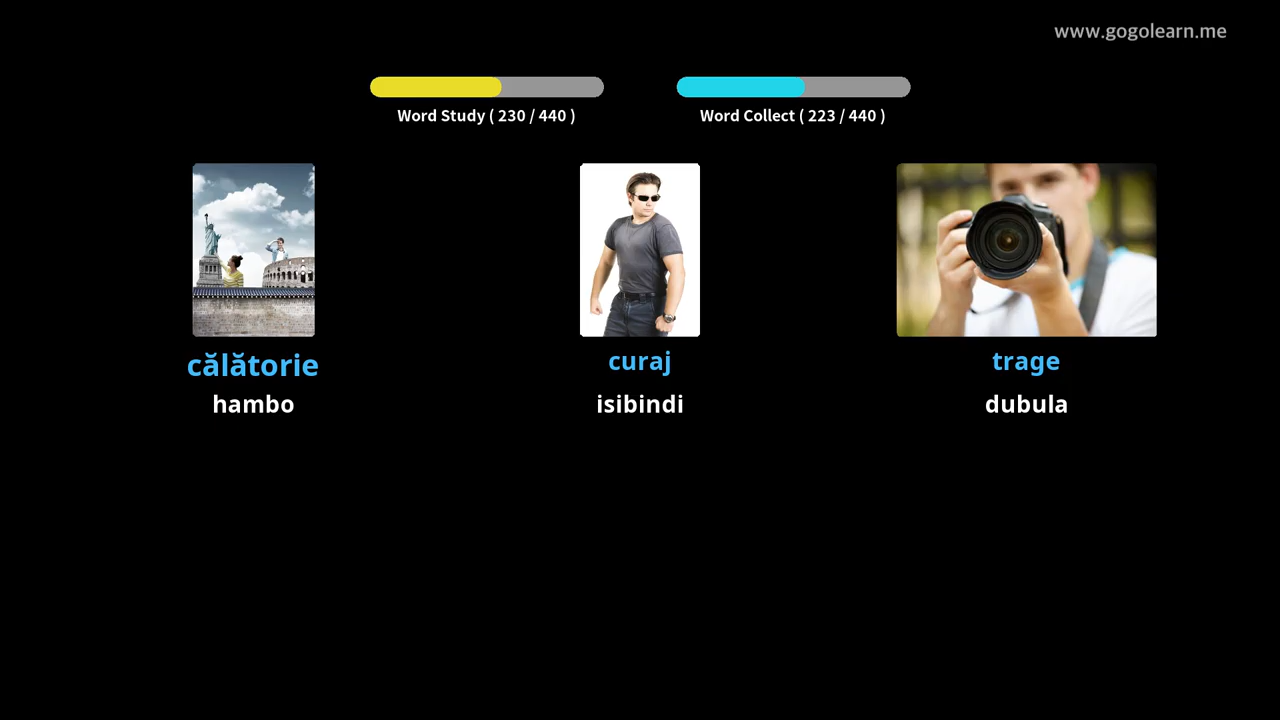 www.gogolearn.me
Word Study ( 230 / 440 )
Word Collect ( 223 / 440 )
călătorie
hambo
curaj
isibindi
trage
dubula